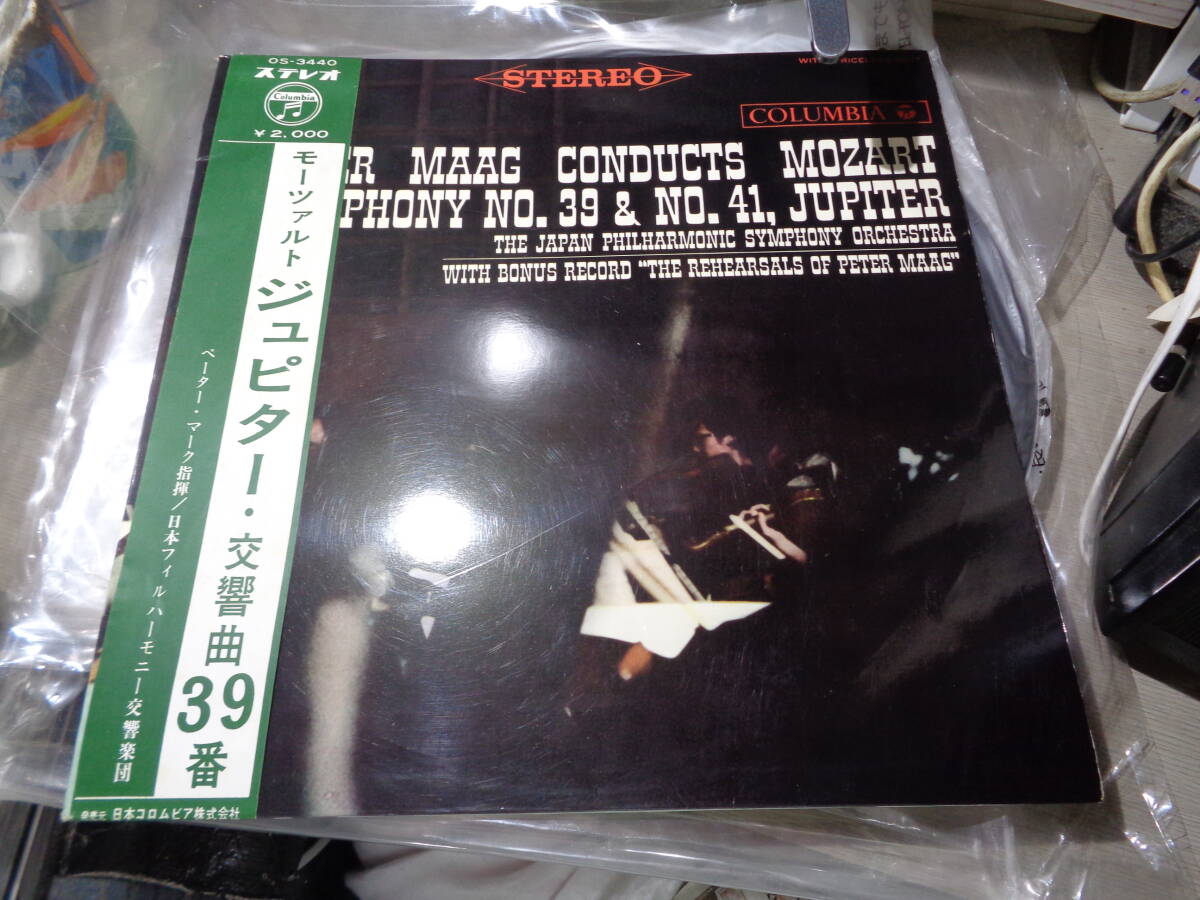 OS-3440
ステレオ
Columbia
¥2,000
モーツァルト
ジュピター・交響曲39番
ペーター・マーク指揮/日本フィルハーモニー交響楽団
発売元 日本コロムビア株式会社
STEREO
COLUMBIA
ER MAAG CONDUCTS MOZART
PHONY NO. 39 & NO. 41, JUPITER
THE JAPAN PHILHARMONIC SYMPHONY ORCHESTRA
WITH BONUS RECORD "THE REHEARSALS OF PETER MAAG"